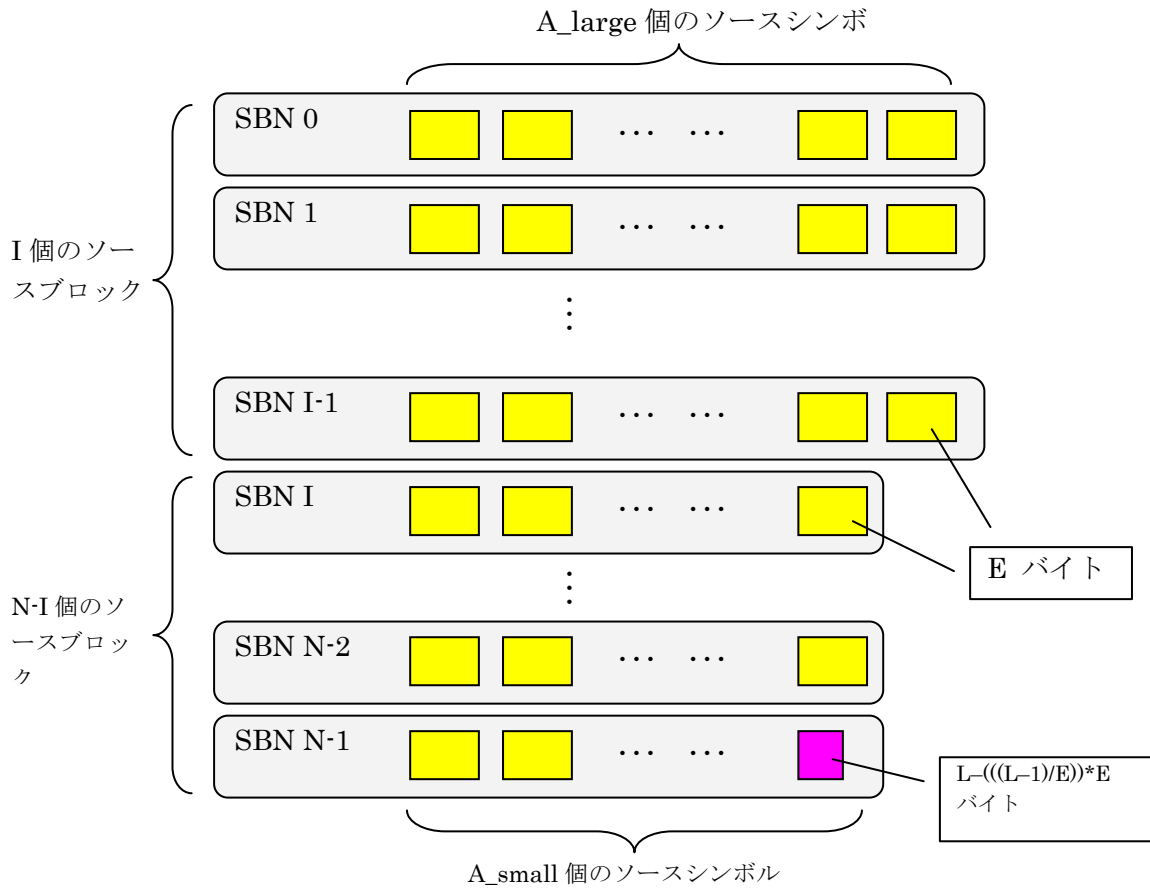 A_large 個のソースシンボ
SBN 0
SBN 1
I 個のソー
スブロック
SBN I-1
SBN I
E バイト
N-I 個のソ
ースブロッ
ク
SBN N-2
SBN N-1
L–(((L–1)/E))*E
バイト
A_small 個のソースシンボル